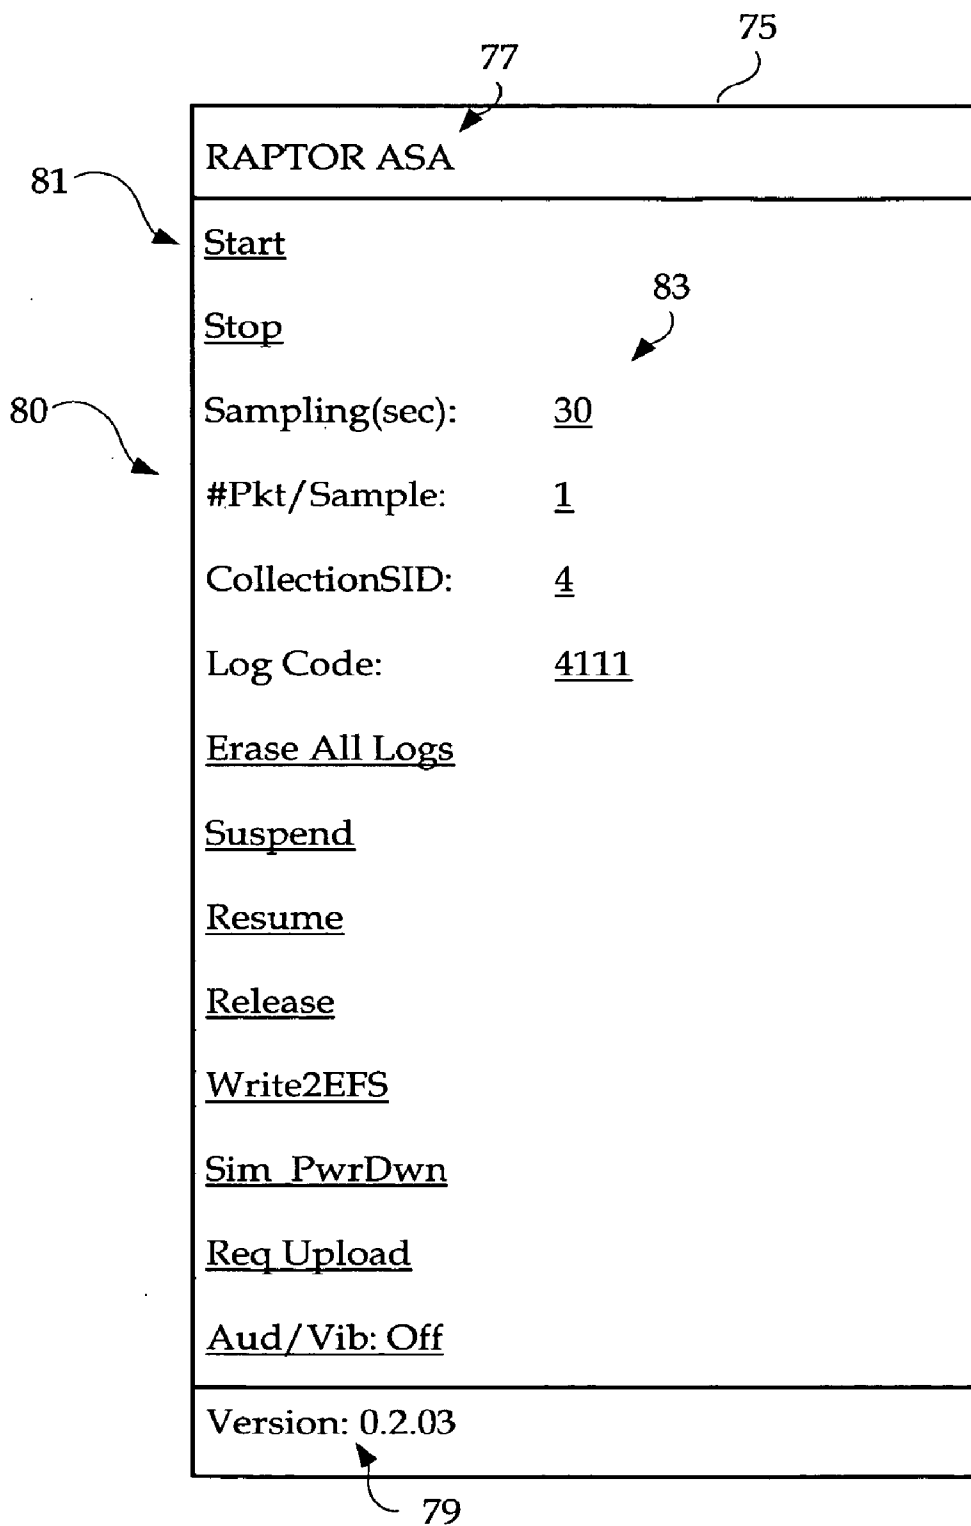 75
77
RAPTOR ASA
81
Start
83
Stop
80
Sampling(sec): 30
#Pkt/Sample: 1
CollectionSID: 4
Log Code: 4111
Erase All Logs
Suspend
Resume
Release
Write2EFS
Sim_PwrDwn
Req Upload
Aud/Vib: Off
Version: 0.2.03
79